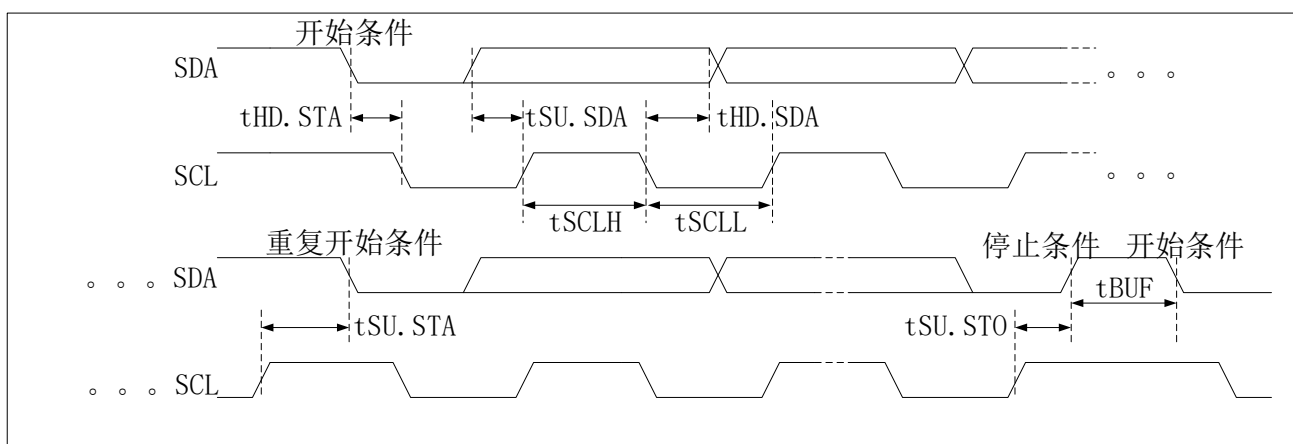 开始条件
SDA 。。。
tHD.STA tSU.SDA tHD.SDA
SCL 。。。
tSCLH tSCLL
重复开始条件 停止条件 开始条件
。。。SDA tBUF
tSU.STA tSU.STO
。。。SCL